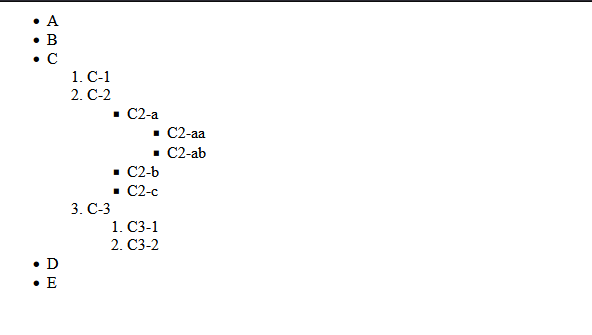 • A
• B
• C
1. C-1
2. C-2
▪ C2-a
▪ C2-aa
▪ C2-ab
▪ C2-b
▪ C2-c
3. C-3
1. C3-1
2. C3-2
• D
• E